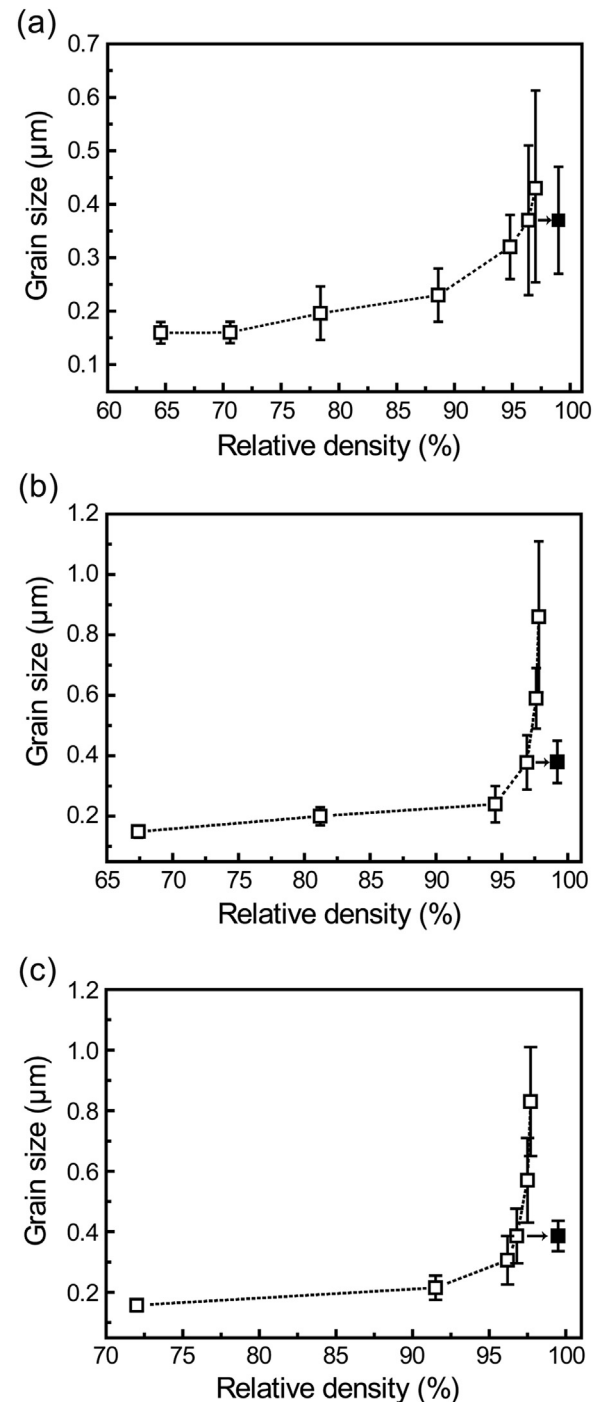 (a)
0.7
0.6
0.5
0.4
0.3
0.2
0.1
Grain size (μm)
60 65 70 75 80 85 90 95 100
Relative density (%)
(b)
1.2
1.0
0.8
0.6
0.4
0.2
Grain size (μm)
65 70 75 80 85 90 95 100
Relative density (%)
(c)
1.2
1.0
0.8
0.6
0.4
0.2
Grain size (μm)
70 75 80 85 90 95 100
Relative density (%)